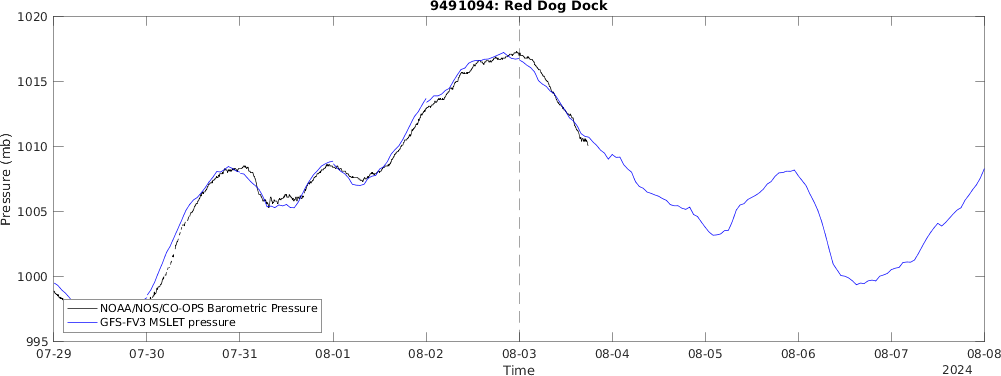 9491094: Red Dog Dock
1020
1015
1010
1005
1000
995
Pressure (mb)
NOAA/NOS/CO-OPS Barometric Pressure
GFS-FV3 MSLET pressure
07-29 07-30 07-31 08-01 08-02 08-03 08-04 08-05 08-06 08-07 08-08
Time
2024